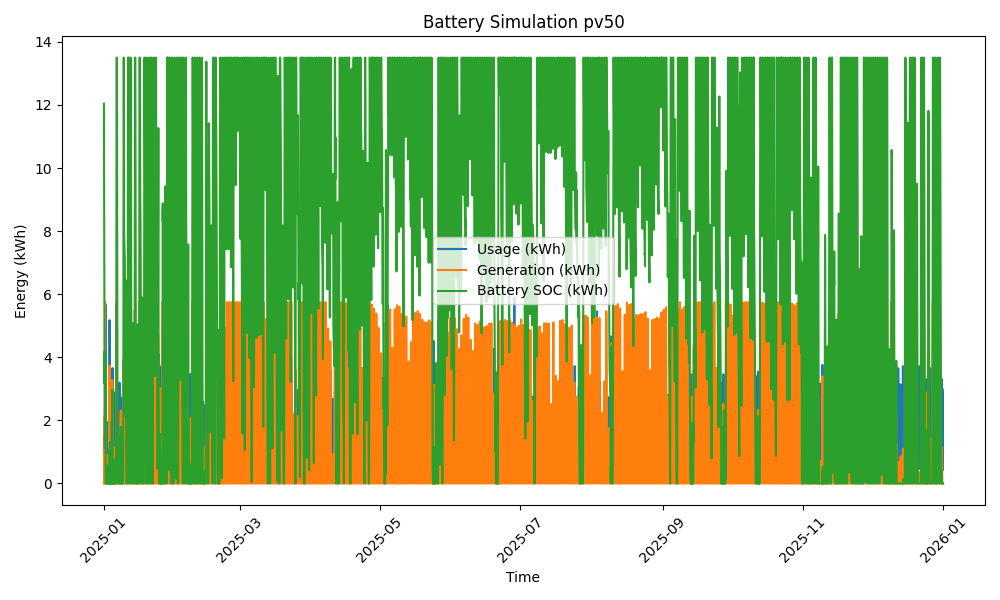 Battery Simulation pv50
14
12
10
8
6
4
2
0
Energy (kWh)
Usage (kWh)
Generation (kWh)
Battery SOC (kWh)
2025-01
2025-03
2025-05
2025-07
2025-09
2025-11
2026-01
Time